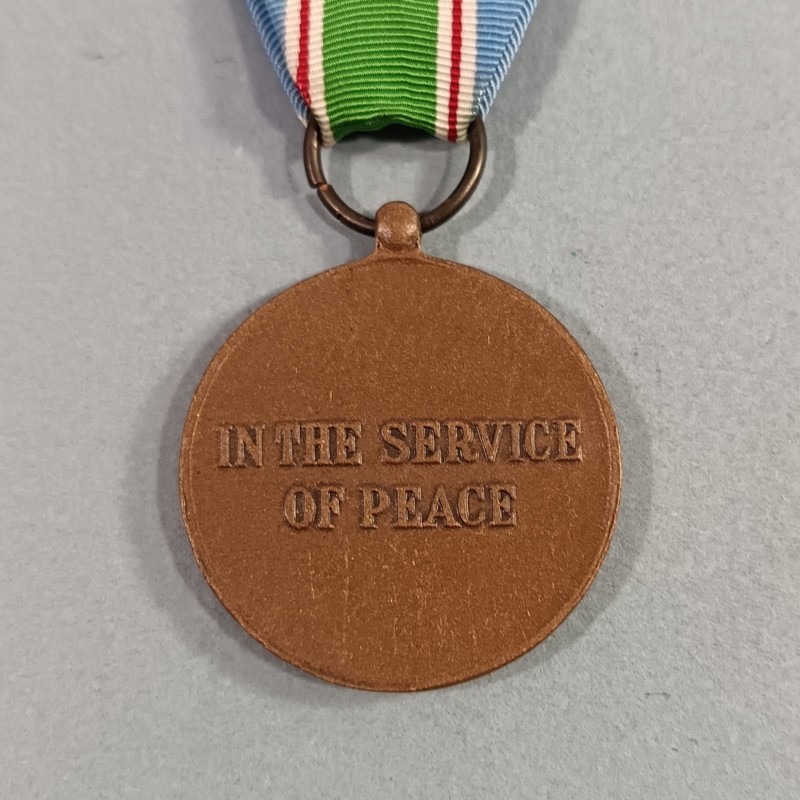 IN THE SERVICE
OF PEACE